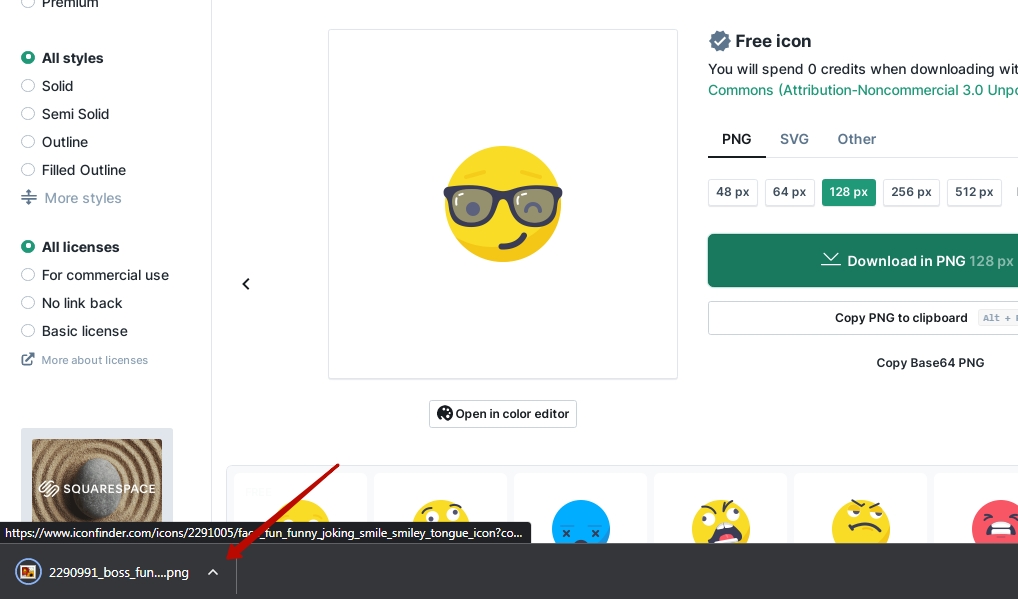 Premium
All styles
Solid
Semi Solid
Outline
Filled Outline
More styles
All licenses
For commercial use
No link back
Basic license
More about licenses
SQUARESPACE
Free icon
You will spend 0 credits when downloading wit
Commons (Attribution-Noncommercial 3.0 Unpo
PNG SVG Other
48 px 64 px 128 px 256 px 512 px
Download in PNG 128 px
Copy PNG to clipboard Alt +
Copy Base64 PNG
Open in color editor
FREE
https://www.iconfinder.com/icons/2291005/face_fun_funny_joking_smile_smiley_tongue_icon?co...
2290991_boss_fun....png